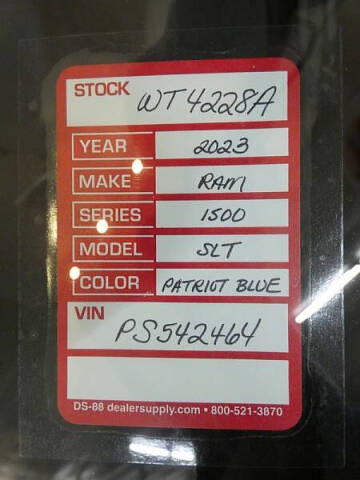 STOCK WT4228A
YEAR 2023
MAKE RAM
SERIES 1500
MODEL SLT
COLOR PATRIOT BLUE
VIN
PS542464
DS-88 dealersupply.com • 800-521-3870